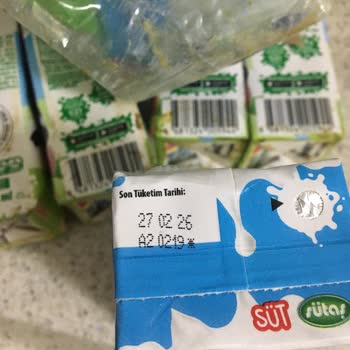 Son Tüketim Tarihi:
27 02 26
A2 0219*
SÜT
sütaş